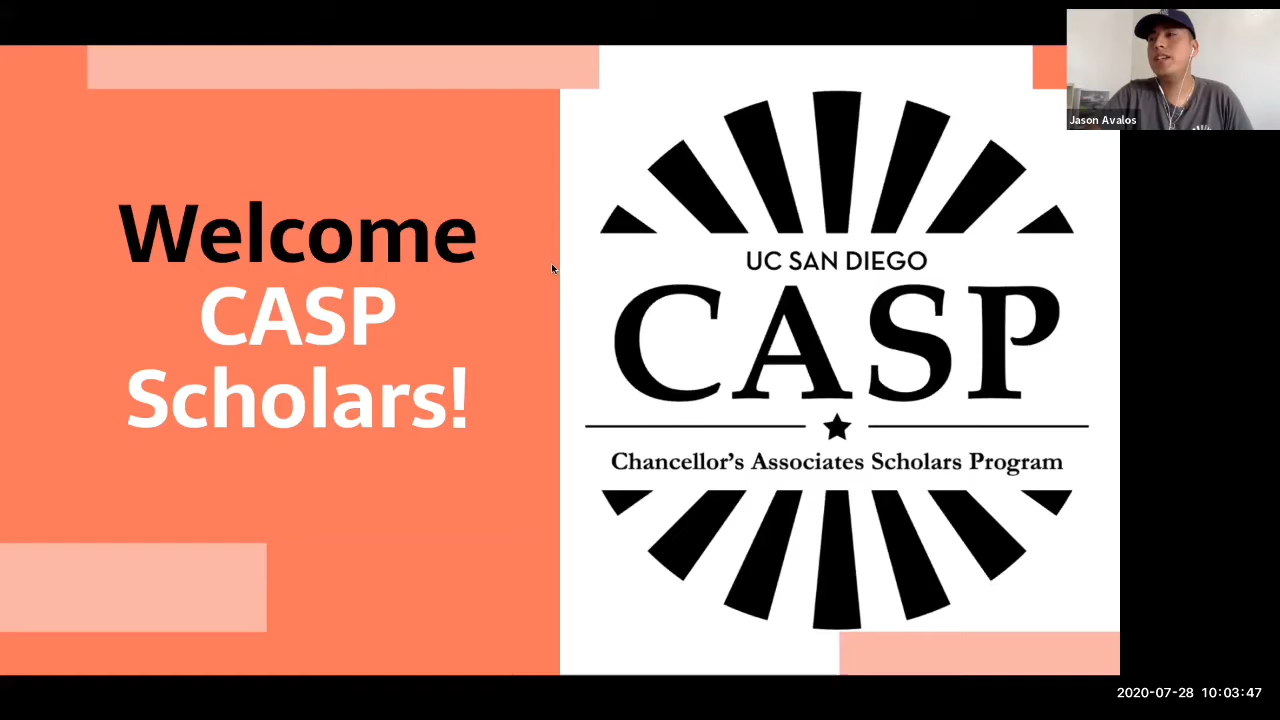 Welcome
CASP
Scholars!
UC SAN DIEGO
CASP
Chancellor's Associates Scholars Program
Jason Avalos
2020-07-28 10:03:47